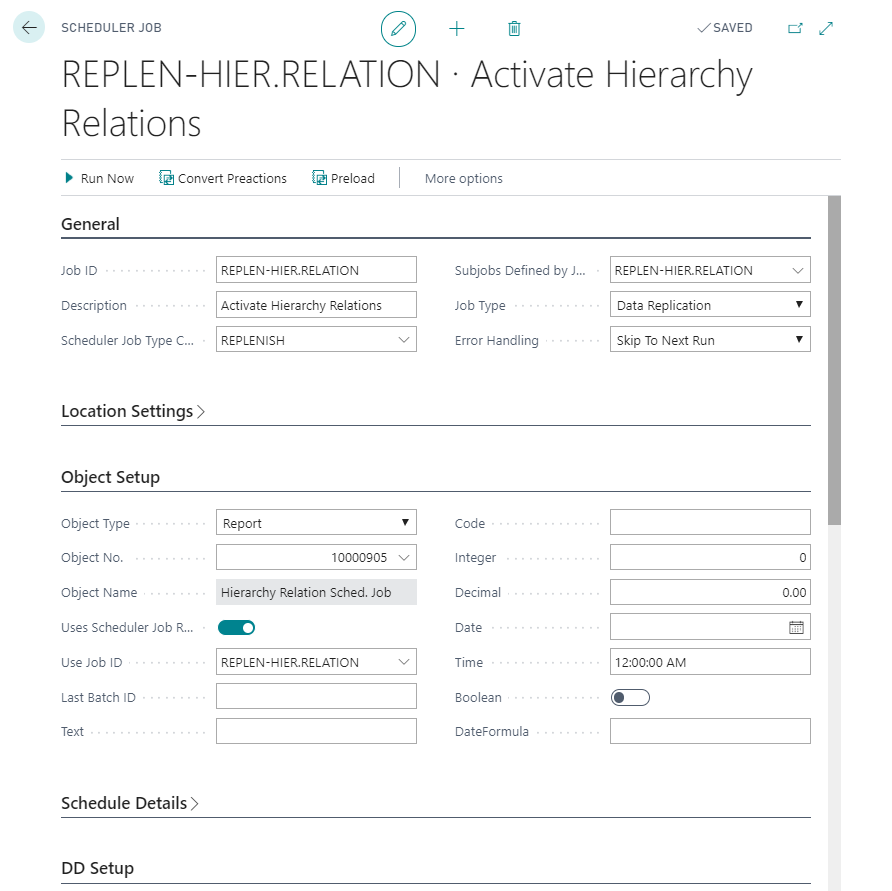 SCHEDULER JOB
SAVED
REPLEN-HIER.RELATION · Activate Hierarchy
Relations
Run Now Convert Preactions Preload More options
General
Job ID REPLEN-HIER.RELATION Subjobs Defined by J... REPLEN-HIER.RELATION
Description Activate Hierarchy Relations Job Type Data Replication
Scheduler Job Type C... REPLENISH Error Handling Skip To Next Run
Location Settings
Object Setup
Object Type Report Code
Object No. 10000905 Integer 0
Object Name Hierarchy Relation Sched. Job Decimal 0.00
Uses Scheduler Job R... Date
Use Job ID REPLEN-HIER.RELATION Time 12:00:00 AM
Last Batch ID Boolean
Text DateFormula
Schedule Details
DD Setup